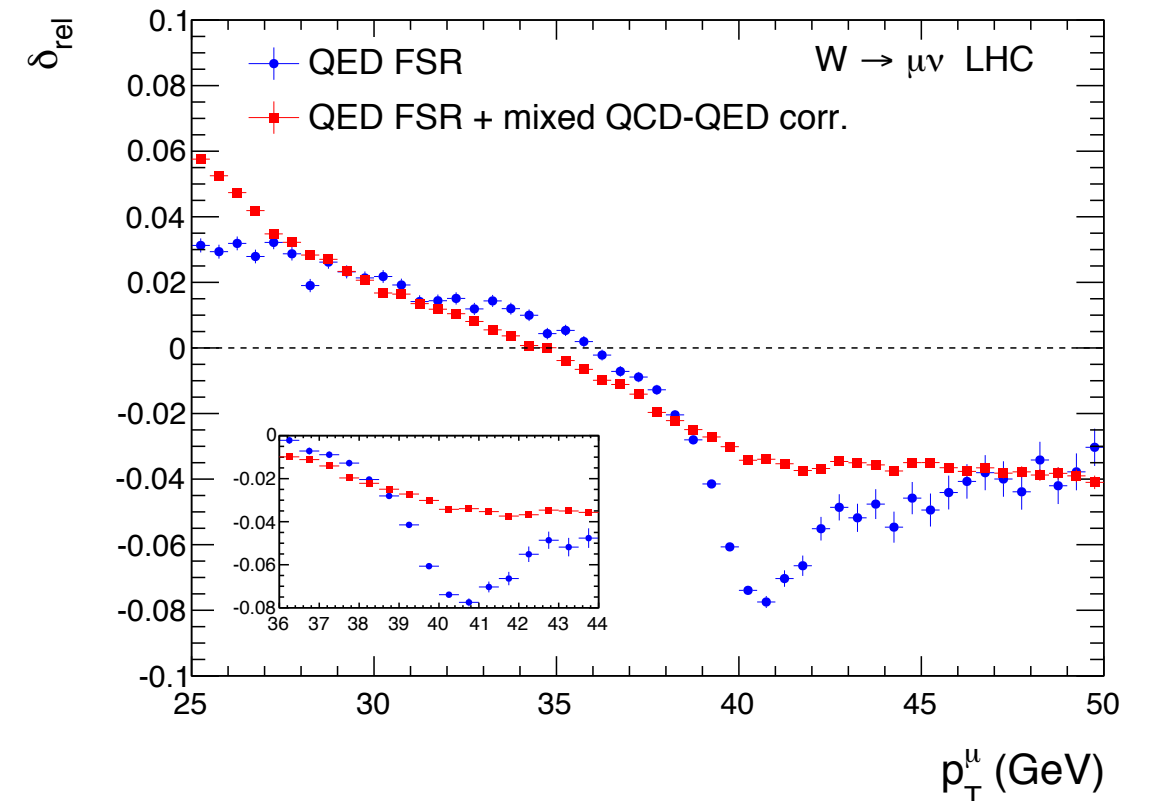 δrel
0.1
0.08
0.06
0.04
0.02
0
-0.02
-0.04
-0.06
-0.08
-0.1
QED FSR
QED FSR + mixed QCD-QED corr.
W → μν LHC
0
-0.02
-0.04
-0.06
-0.08
36 37 38 39 40 41 42 43 44
25 30 35 40 45 50
pTμ (GeV)